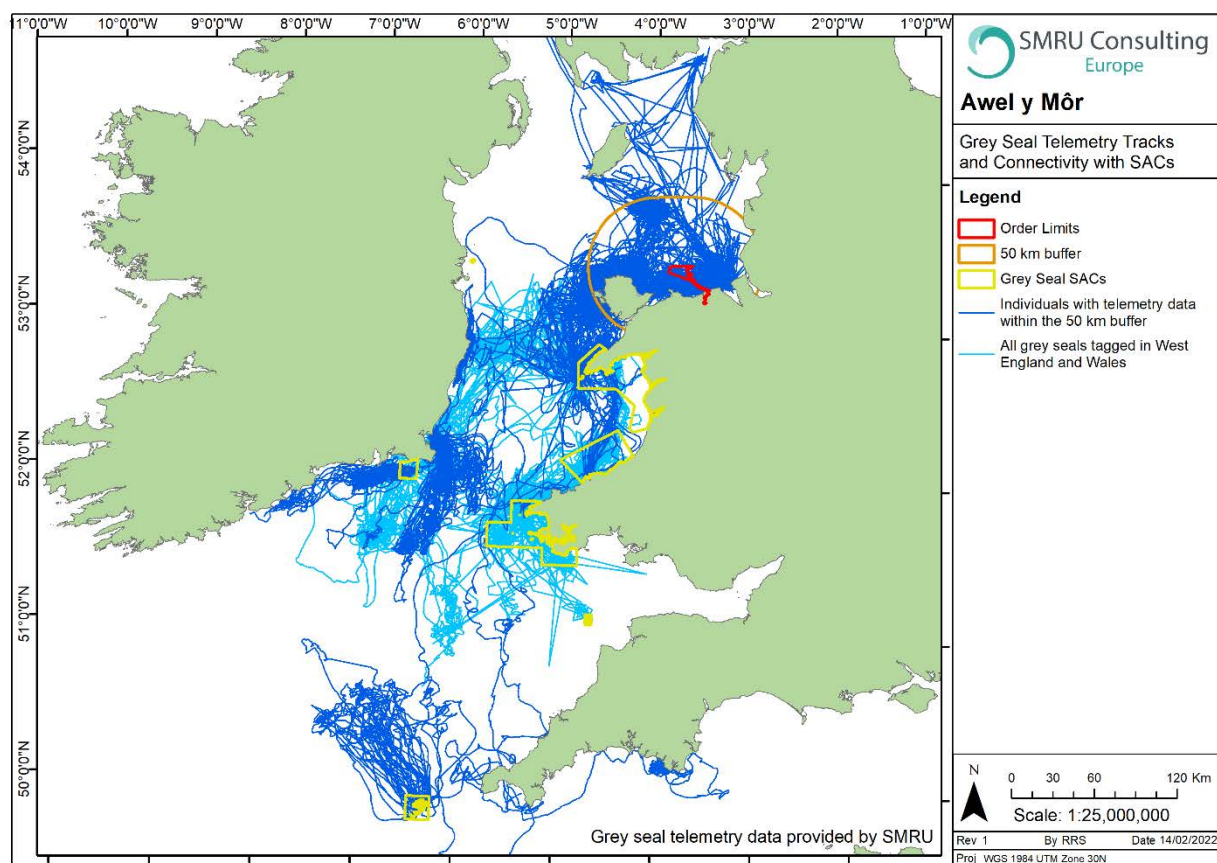 11°0'0"W 10°0'0"W 9°0'0"W 8°0'0"W 7°0'0"W 6°0'0"W 5°0'0"W 4°0'0"W 3°0'0"W 2°0'0"W 1°0'0"W
54°0'0"N
53°0'0"N
52°0'0"N
51°0'0"N
50°0'0"N
Grey seal telemetry data provided by SMRU
SMRU Consulting
Europe
Awel y Môr
Grey Seal Telemetry Tracks
and Connectivity with SACs
Legend
Order Limits
50 km buffer
Grey Seal SACs
Individuals with telemetry data
within the 50 km buffer
All grey seals tagged in West
England and Wales
N
0 30 60 120 Km
Scale: 1:25,000,000
Rev 1 By RRS Date 14/02/2022
Proj WGS 1984 UTM Zone 30N